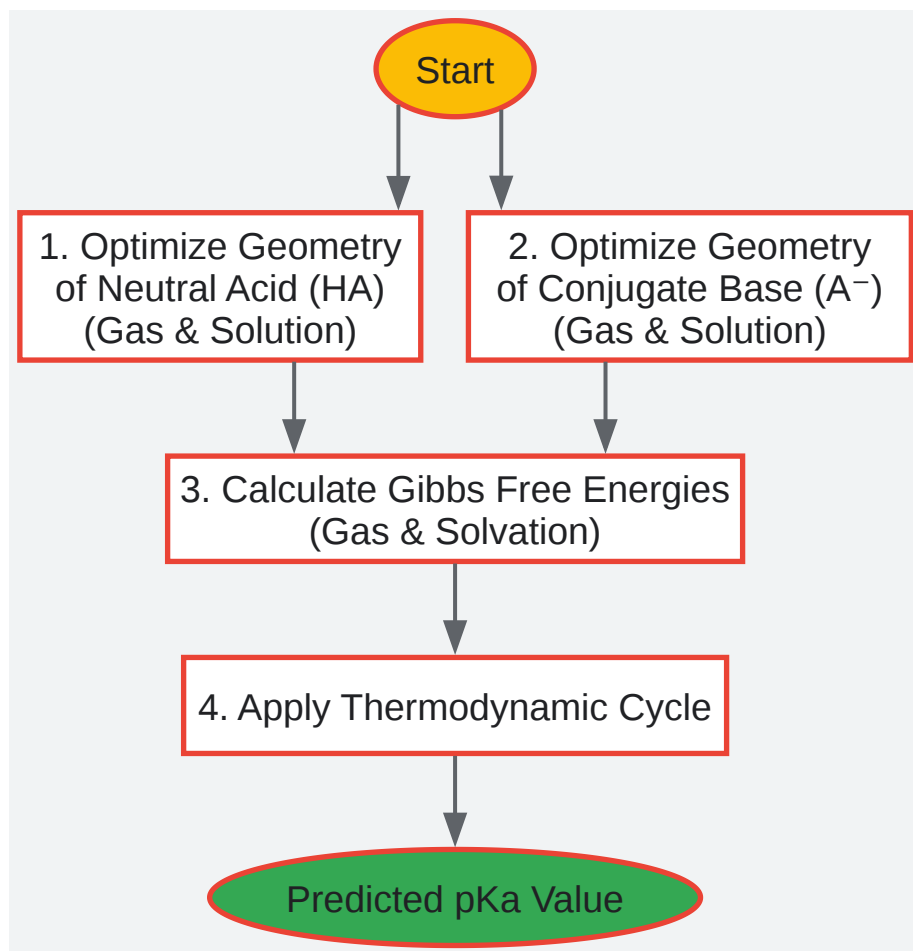 Start
1. Optimize Geometry
of Neutral Acid (HA)
(Gas & Solution)
2. Optimize Geometry
of Conjugate Base (A⁻)
(Gas & Solution)
3. Calculate Gibbs Free Energies
(Gas & Solvation)
4. Apply Thermodynamic Cycle
Predicted pKa Value